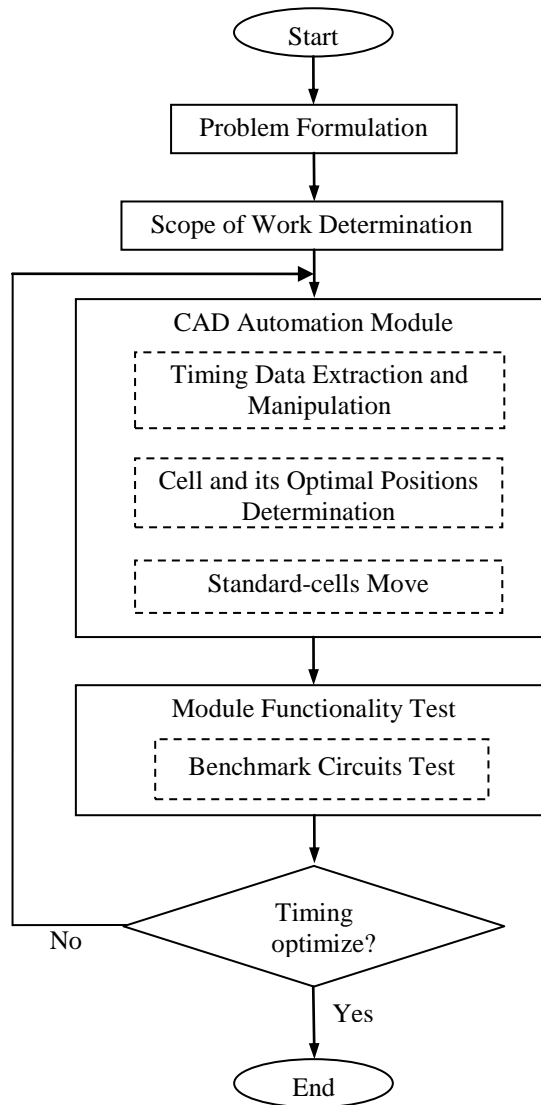 Start
Problem Formulation
Scope of Work Determination
CAD Automation Module
Timing Data Extraction and
Manipulation
Cell and its Optimal Positions
Determination
Standard-cells Move
Module Functionality Test
Benchmark Circuits Test
Timing
optimize?
No
Yes
End